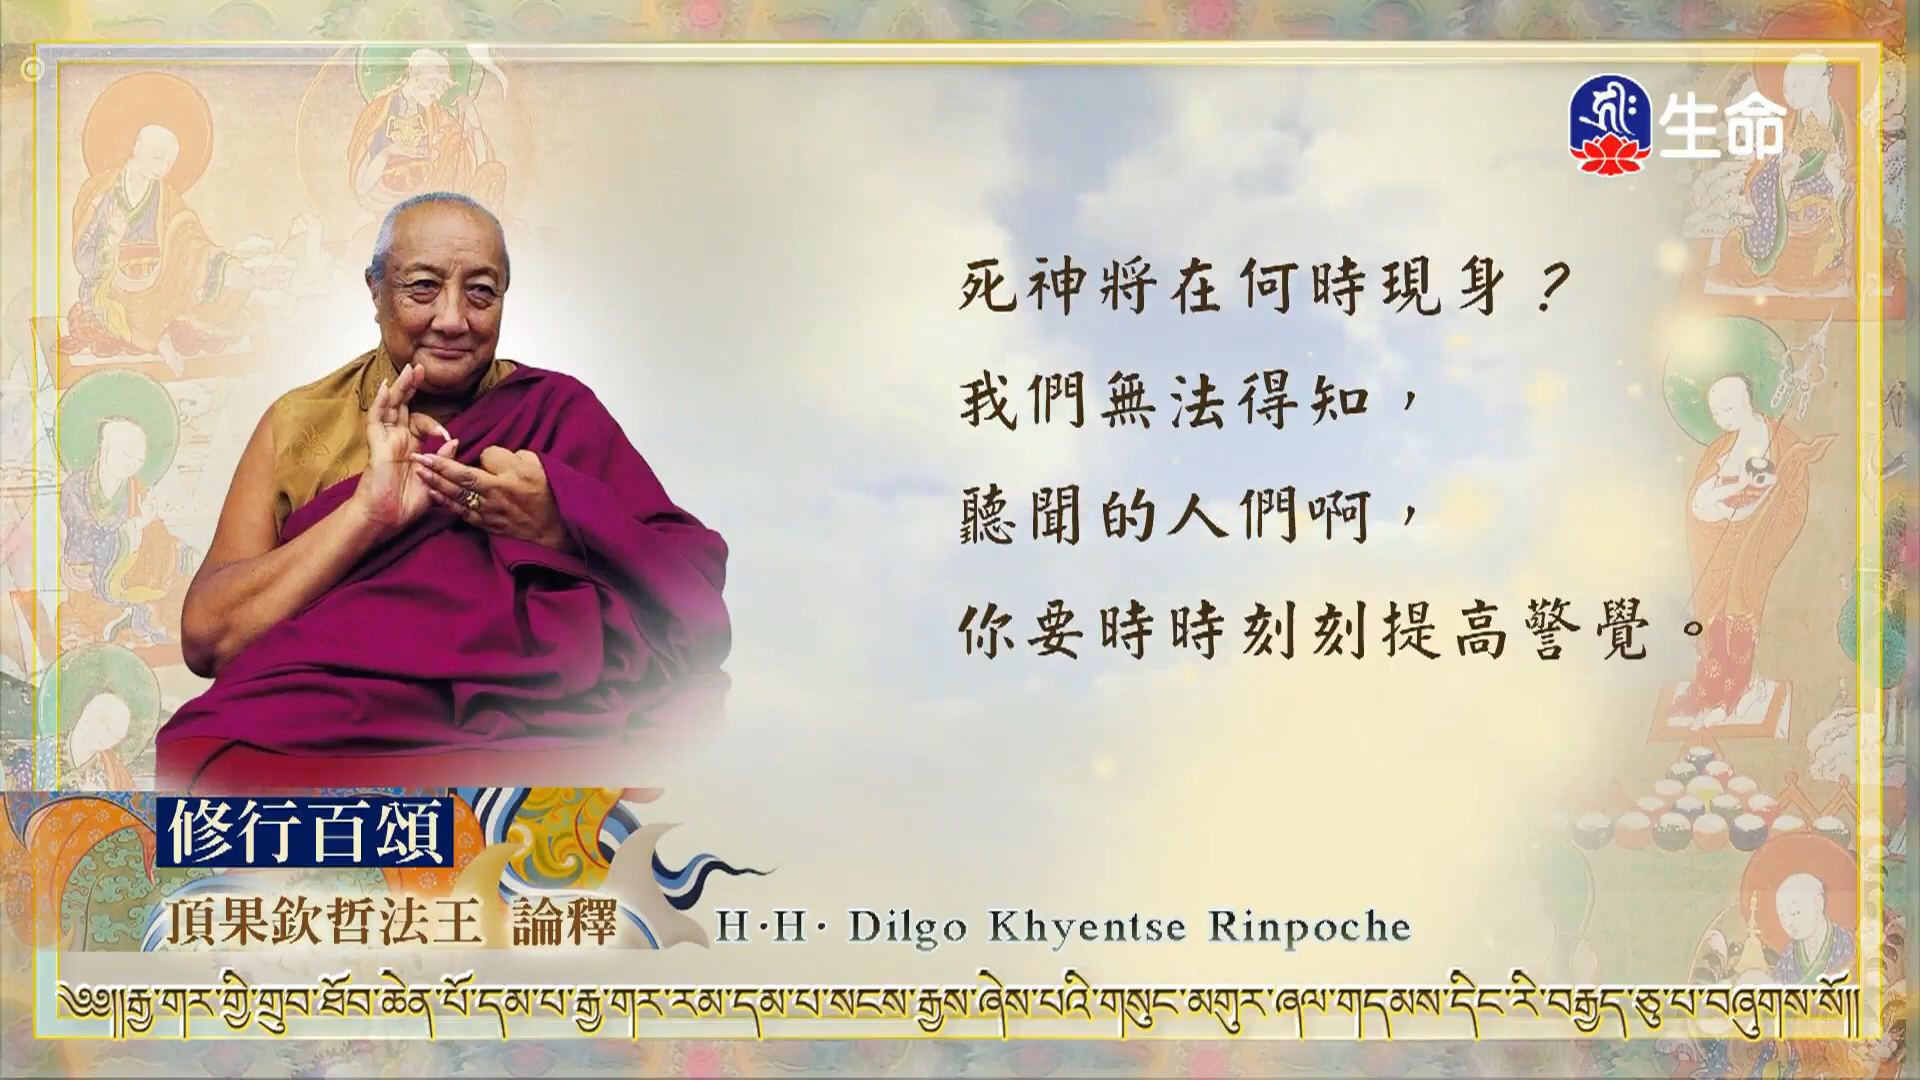 生命
死神將在何時現身？
我們無法得知，
聽聞的人們啊，
你要時時刻刻提高警覺。
修行百頌
頂果欽哲法王 論釋
H·H· Dilgo Khyentse Rinpoche
༄༅།།རྒྱ་གར་གྱི་གྲུབ་ཐོབ་ཆེན་པོ་དམ་པ་རྒྱ་གར་རམ་དམ་པ་སངས་རྒྱས་ཞེས་པའི་གསུང་མགུར་ཞལ་གདམས་དིང་རི་བརྒྱད་ཅུ་པ་བཞུགས་སོ།།